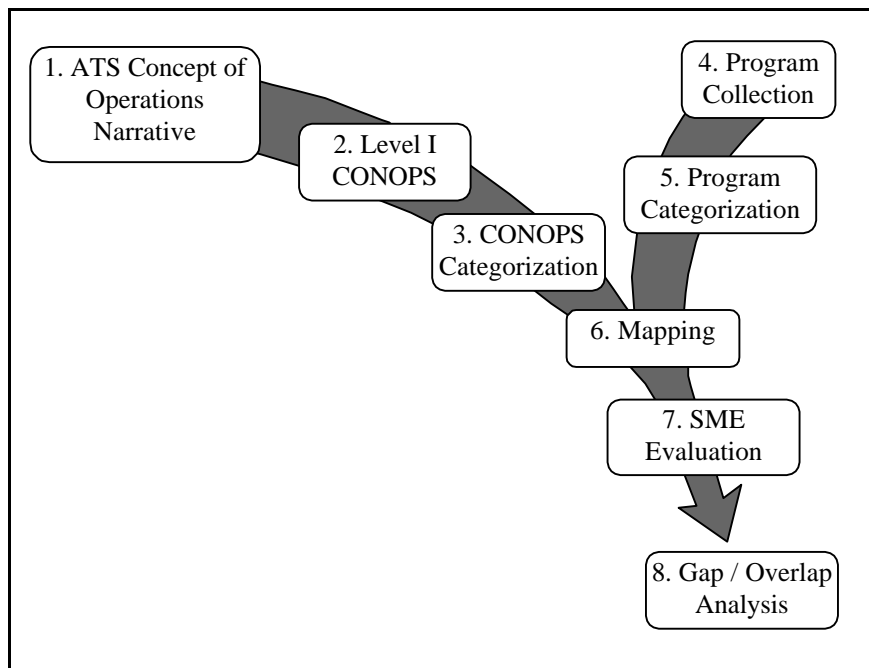 1. ATS Concept of
Operations
Narrative
2. Level I
CONOPS
3. CONOPS
Categorization
4. Program
Collection
5. Program
Categorization
6. Mapping
7. SME
Evaluation
8. Gap / Overlap
Analysis